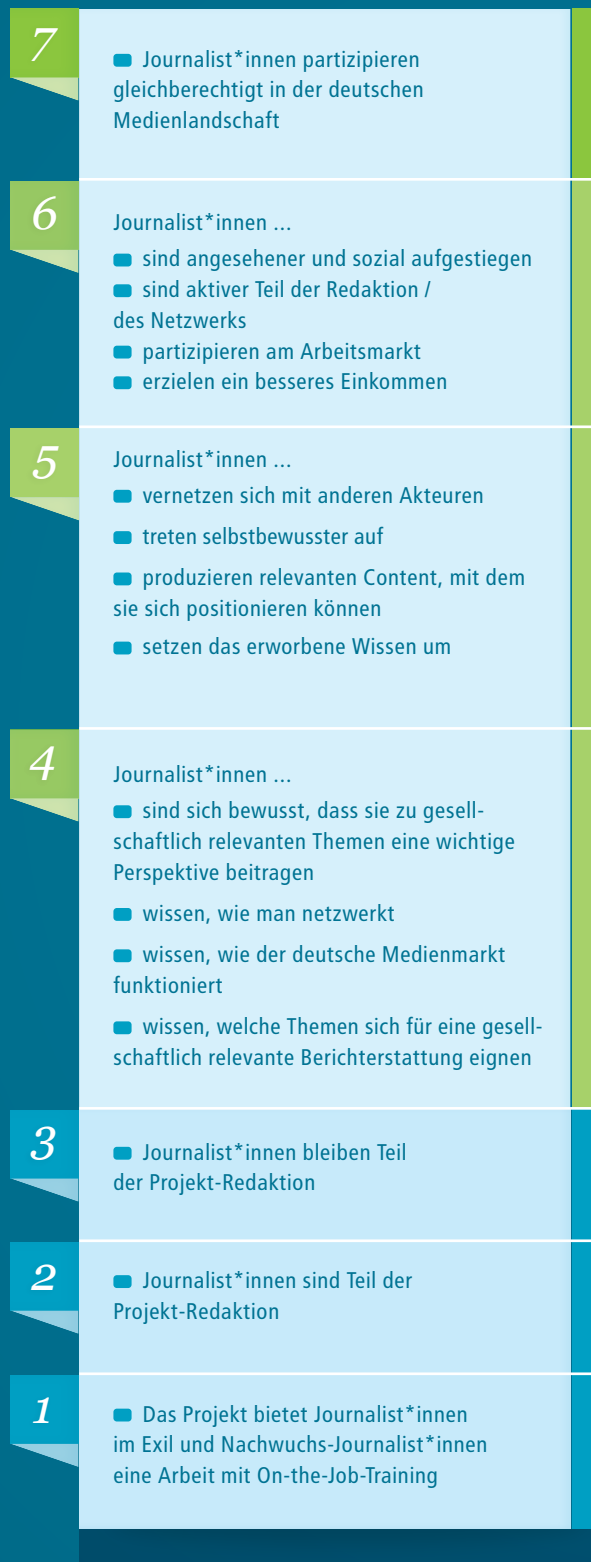 7
Journalist*innen partizipieren
gleichberechtigt in der deutschen
Medienlandschaft
6
Journalist*innen ...
sind angesehener und sozial aufgestiegen
sind aktiver Teil der Redaktion /
des Netzwerks
partizipieren am Arbeitsmarkt
erzielen ein besseres Einkommen
5
Journalist*innen ...
vernetzen sich mit anderen Akteuren
treten selbstbewusster auf
produzieren relevanten Content, mit dem
sie sich positionieren können
setzen das erworbene Wissen um
4
Journalist*innen ...
sind sich bewusst, dass sie zu gesell-
schaftlich relevanten Themen eine wichtige
Perspektive beitragen
wissen, wie man netzwerkt
wissen, wie der deutsche Medienmarkt
funktioniert
wissen, welche Themen sich für eine gesell-
schaftlich relevante Berichterstattung eignen
3
Journalist*innen bleiben Teil
der Projekt-Redaktion
2
Journalist*innen sind Teil der
Projekt-Redaktion
1
Das Projekt bietet Journalist*innen
im Exil und Nachwuchs-Journalist*innen
eine Arbeit mit On-the-Job-Training